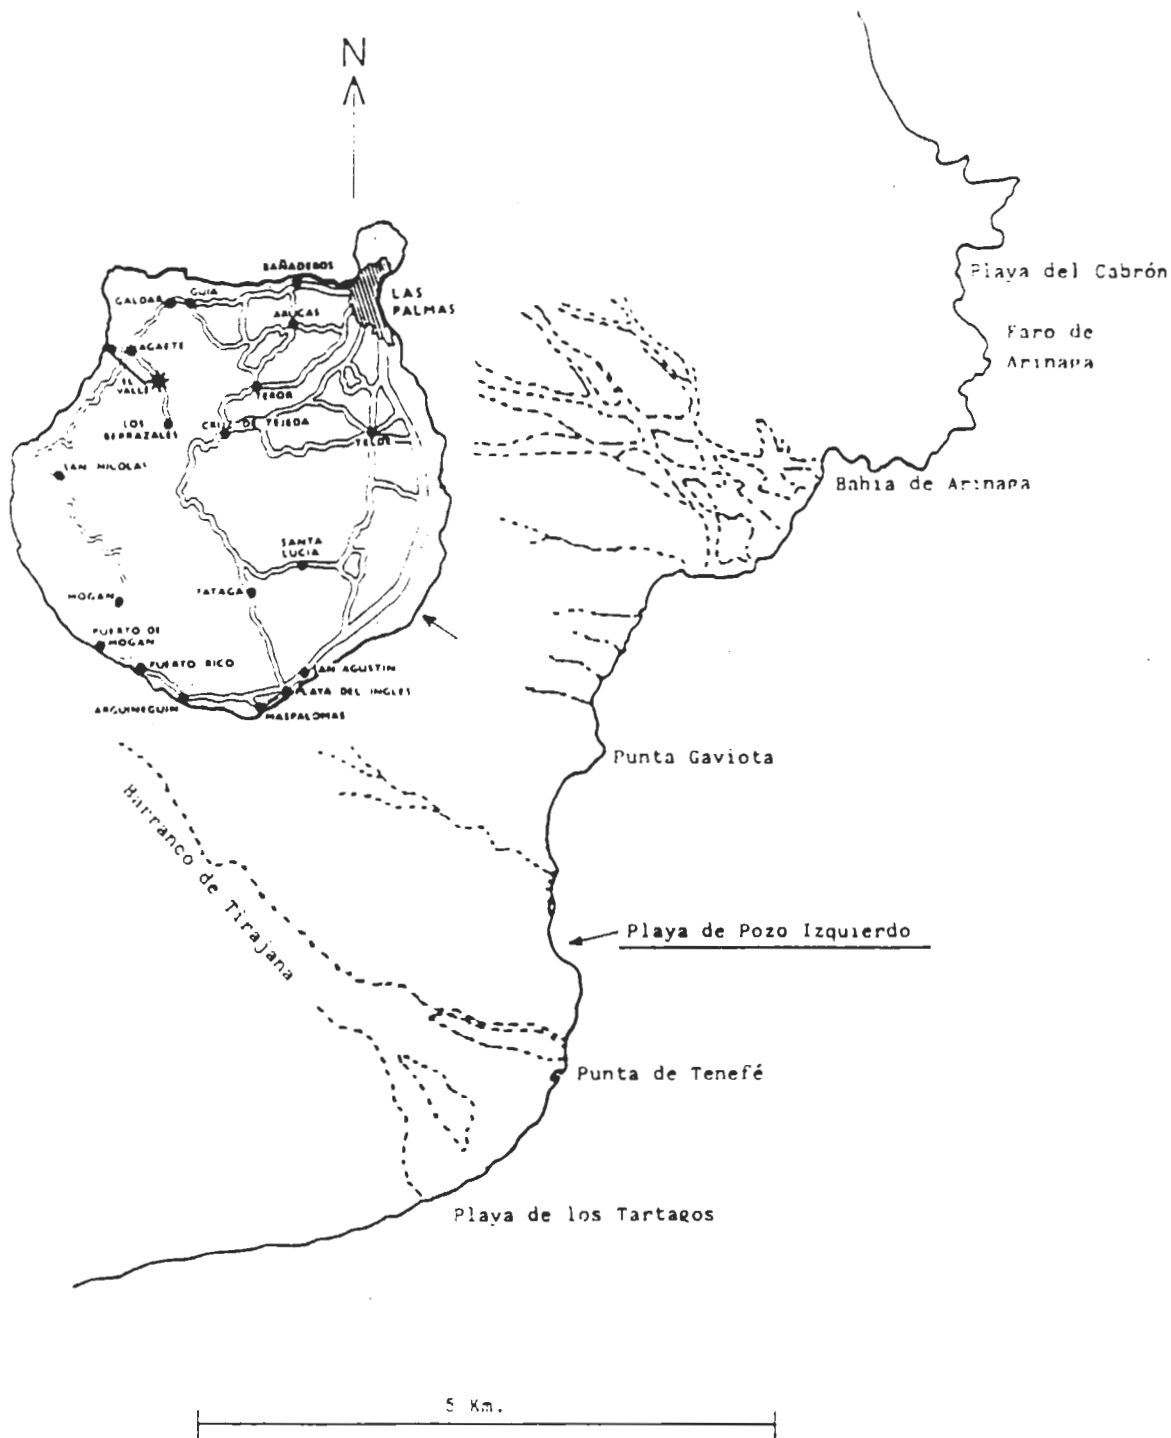 N
BAÑADEROS
GALDAR
GUIA
LAS
PALMAS
ARUCAS
AGAETE
EL
VALLE
TEROR
LOS
BERRAZALES
CRUZ DE TEJEDA
TELDE
SAN NICOLAS
SANTA
LUCIA
MOGAN
FATAGA
PUERTO DE
MOGAN
PUERTO RICO
SAN AGUSTIN
PLAYA DEL INGLES
ARGUINEGUIN
MASPALOMAS
Playa del Cabrón
Faro de
Arinaga
Bahia de Arinaga
Punta Gaviota
Barranco de Tirajana
Playa de Pozo Izquierdo
Punta de Tenefé
Playa de los Tartagos
5 Km.